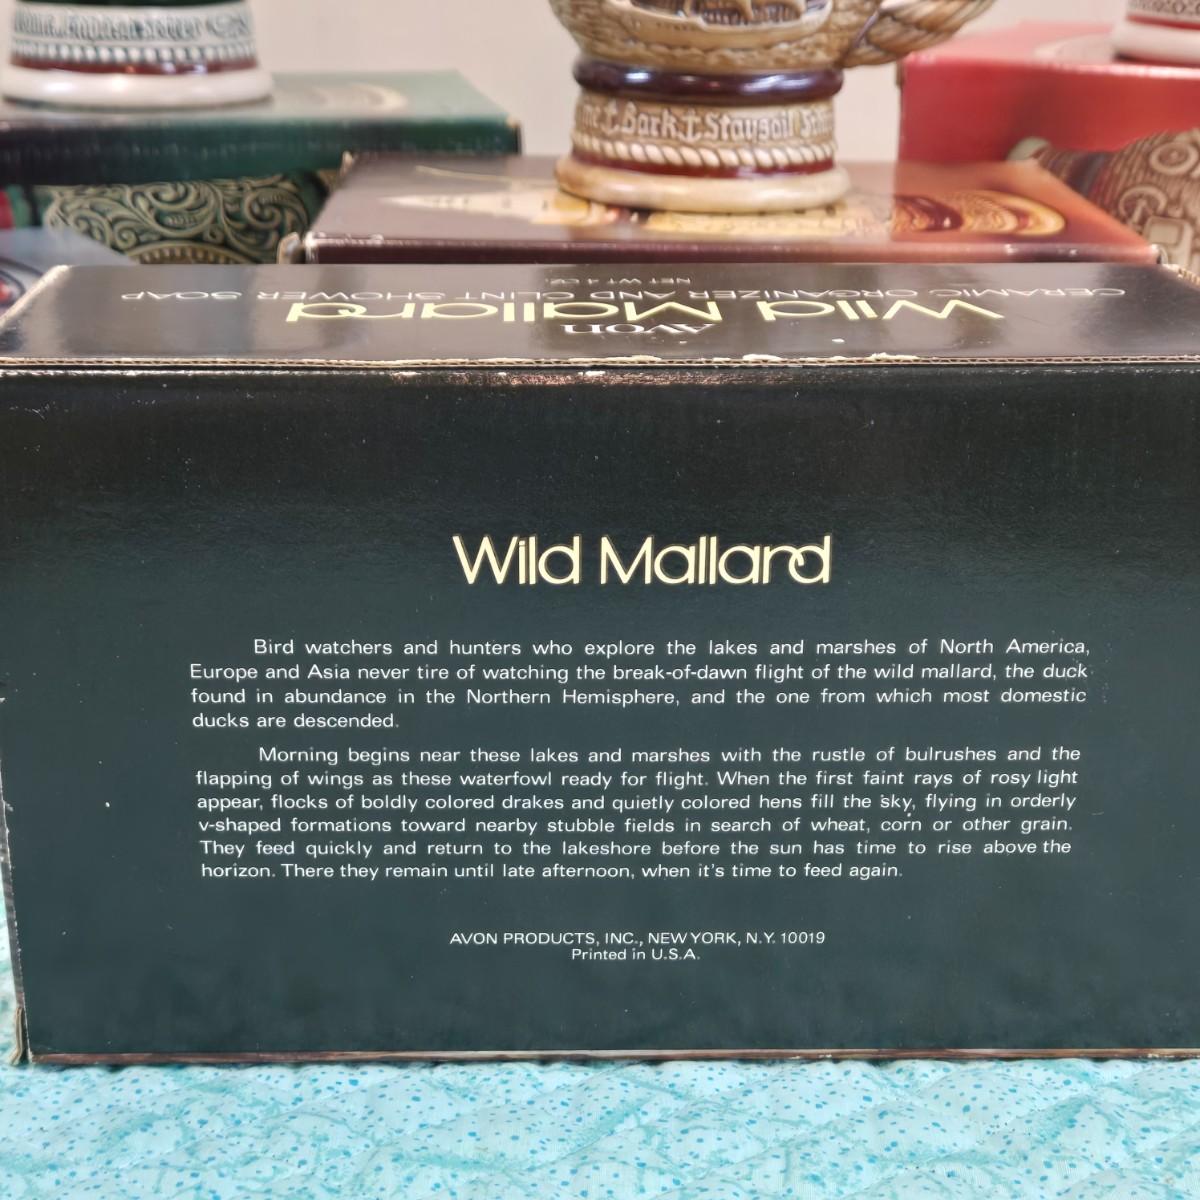 t. Bark t. Staysail
AVON
Wild Mallard
CERAMIC ORGANIZER AND CLINT SHOWER SOAP
NET WT 4 OZ.
Wild Mallard
Bird watchers and hunters who explore the lakes and marshes of North America,
Europe and Asia never tire of watching the break-of-dawn flight of the wild mallard, the duck
found in abundance in the Northern Hemisphere, and the one from which most domestic
ducks are descended.
Morning begins near these lakes and marshes with the rustle of bulrushes and the
flapping of wings as these waterfowl ready for flight. When the first faint rays of rosy light
appear, flocks of boldly colored drakes and quietly colored hens fill the sky, flying in orderly
v-shaped formations toward nearby stubble fields in search of wheat, corn or other grain.
They feed quickly and return to the lakeshore before the sun has time to rise above the
horizon. There they remain until late afternoon, when it's time to feed again.
AVON PRODUCTS, INC., NEW YORK, N.Y. 10019
Printed in U.S.A.